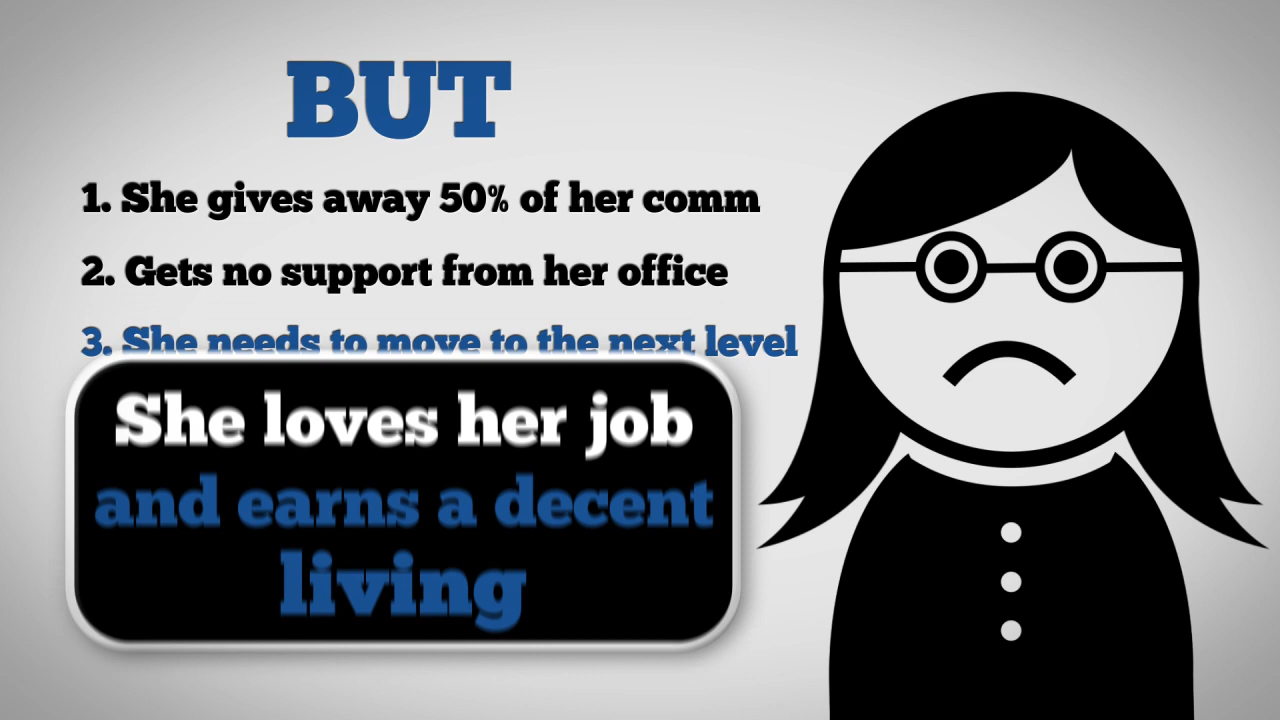 BUT
1. She gives away 50% of her comm
2. Gets no support from her office
3. She needs to move to the next level
She loves her job
and earns a decent
living